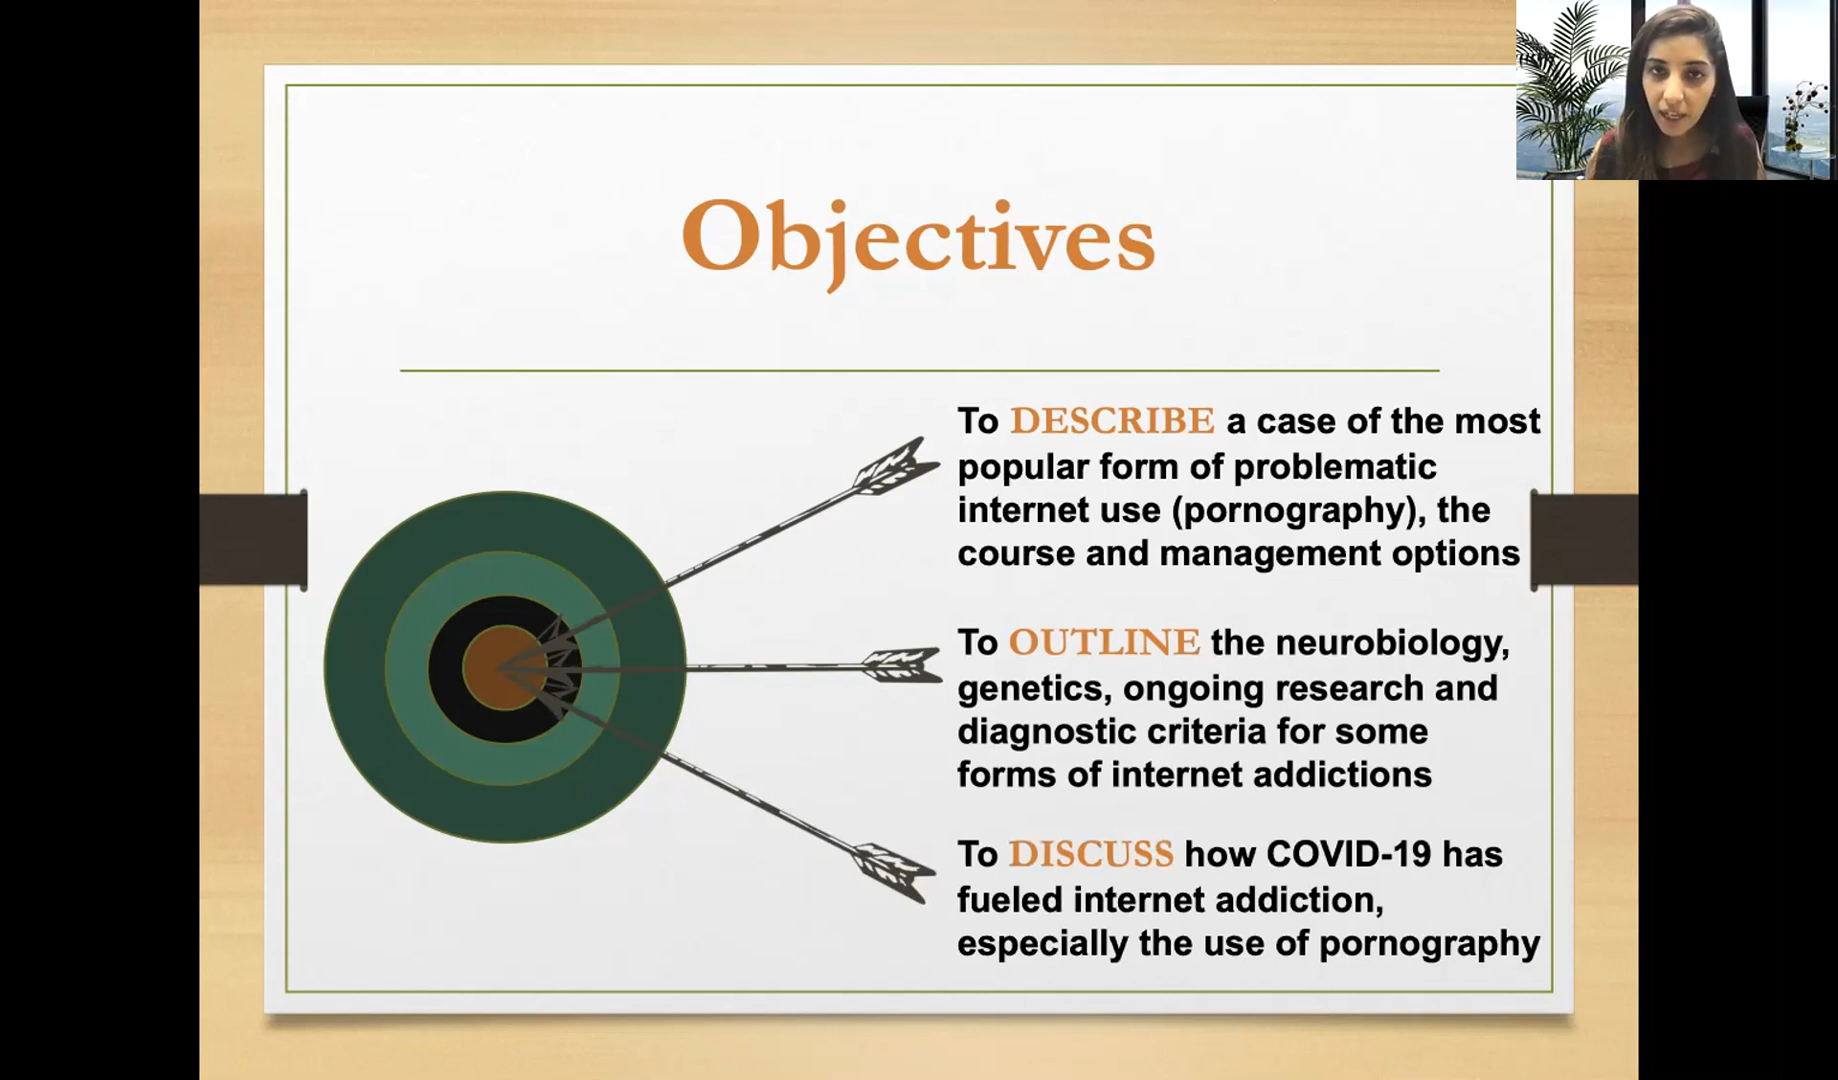 Objectives
To DESCRIBE a case of the most
popular form of problematic
internet use (pornography), the
course and management options
To OUTLINE the neurobiology,
genetics, ongoing research and
diagnostic criteria for some
forms of internet addictions
To DISCUSS how COVID-19 has
fueled internet addiction,
especially the use of pornography